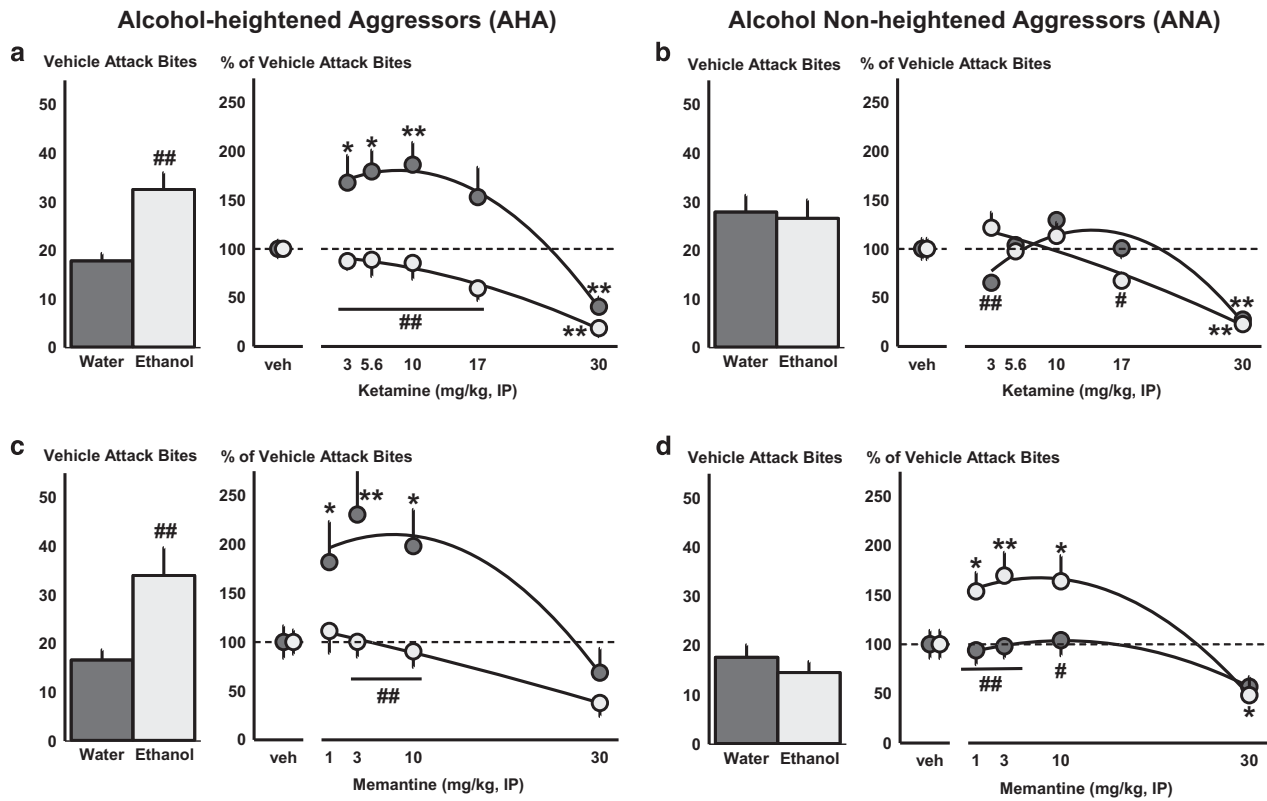 Alcohol-heightened Aggressors (AHA)
Alcohol Non-heightened Aggressors (ANA)
a
Vehicle Attack Bites
% of Vehicle Attack Bites
50
40
30
20
10
0
##
Water Ethanol
250
200
150
100
50
0
* * **
##
**
**
veh 3 5.6 10 17 30
Ketamine (mg/kg, IP)
b
Vehicle Attack Bites
% of Vehicle Attack Bites
50
40
30
20
10
0
Water Ethanol
250
200
150
100
50
0
##
#
**
**
veh 3 5.6 10 17 30
Ketamine (mg/kg, IP)
c
Vehicle Attack Bites
% of Vehicle Attack Bites
50
40
30
20
10
0
##
Water Ethanol
250
200
150
100
50
0
* ** *
##
veh 1 3 10 30
Memantine (mg/kg, IP)
d
Vehicle Attack Bites
% of Vehicle Attack Bites
50
40
30
20
10
0
Water Ethanol
250
200
150
100
50
0
* ** *
##
#
*
veh 1 3 10 30
Memantine (mg/kg, IP)